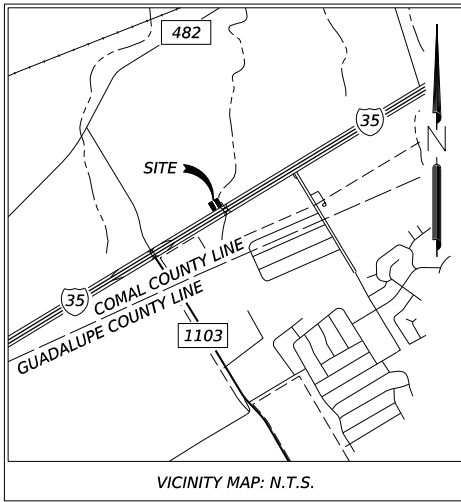 482
35
N
SITE
COMAL COUNTY LINE
35
GUADALUPE COUNTY LINE
1103
VICINITY MAP: N.T.S.